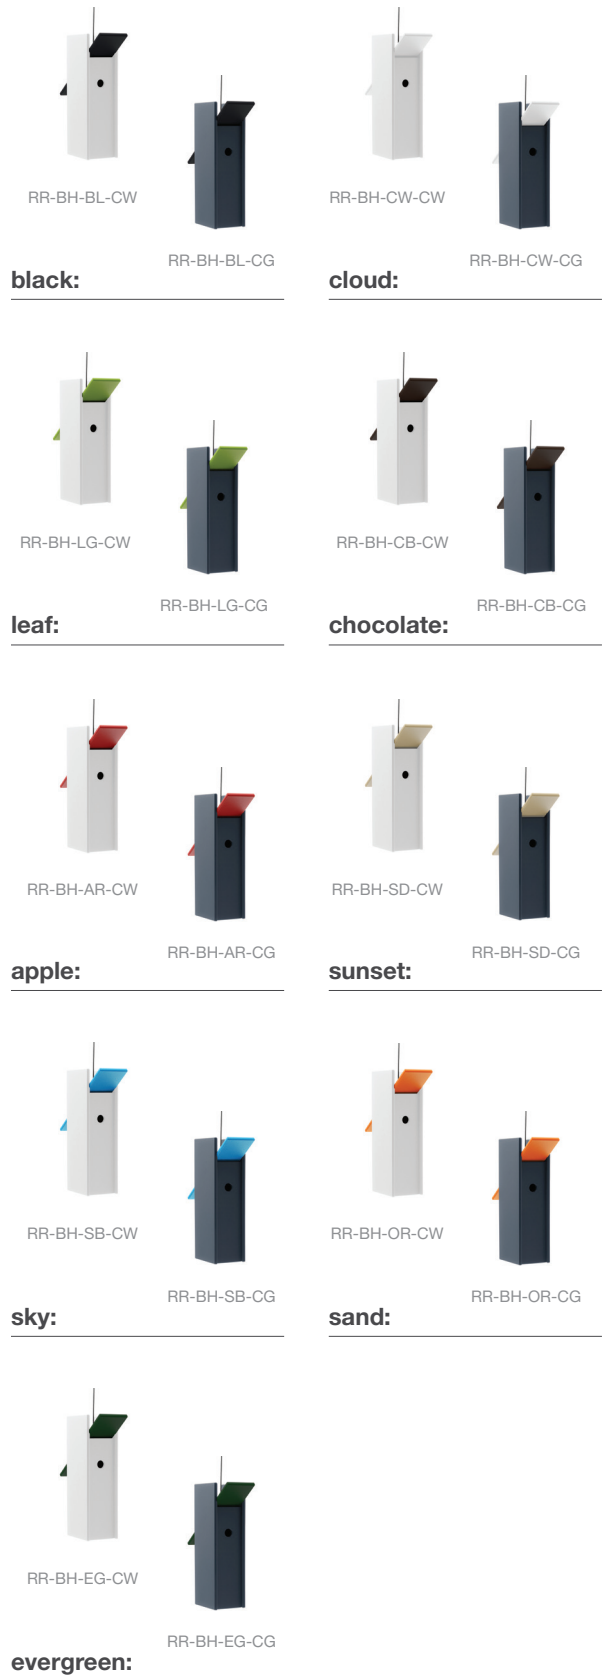 RR-BH-BL-CW
RR-BH-BL-CG
black:
RR-BH-CW-CW
RR-BH-CW-CG
cloud:
RR-BH-LG-CW
RR-BH-LG-CG
leaf:
RR-BH-CB-CW
RR-BH-CB-CG
chocolate:
RR-BH-AR-CW
RR-BH-AR-CG
apple:
RR-BH-SD-CW
RR-BH-SD-CG
sunset:
RR-BH-SB-CW
RR-BH-SB-CG
sky:
RR-BH-OR-CW
RR-BH-OR-CG
sand:
RR-BH-EG-CW
RR-BH-EG-CG
evergreen: